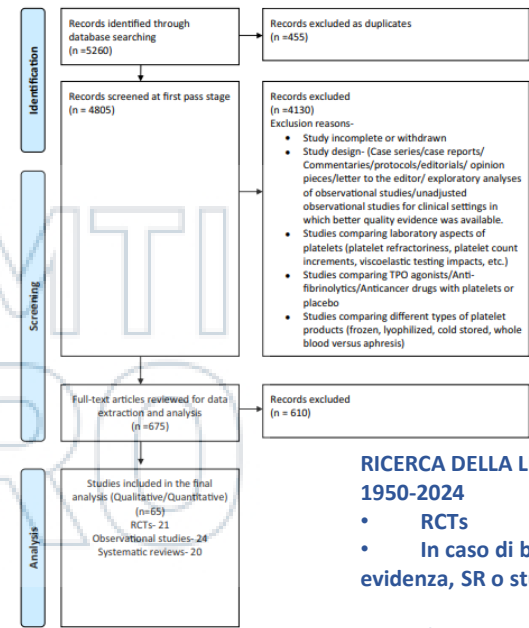 Identification
Records identified through
database searching
(n =5260)
Records excluded as duplicates
(n =455)
Screening
Records screened at first pass stage
(n = 4805)
Records excluded
(n =4130)
Exclusion reasons-
• Study incomplete or withdrawn
• Study design- (Case series/case reports/
Commentaries/protocols/editorials/ opinion
pieces/letter to the editor/ exploratory analyses
of observational studies/unadjusted
observational studies for clinical settings in
which better quality evidence was available.
• Studies comparing laboratory aspects of
platelets (platelet refractoriness, platelet count
increments, viscoelastic testing impacts, etc.)
• Studies comparing TPO agonists/Anti-
fibrinolytics/Anticancer drugs with platelets or
placebo
• Studies comparing different types of platelet
products (frozen, lyophilized, cold stored, whole
blood versus aphresis)
Full-text articles reviewed for data
extraction and analysis
(n =675)
Records excluded
(n = 610)
Analysis
Studies included in the final
analysis (Qualitative/Quantitative)
(n=65)
RCTs- 21
Observational studies- 24
Systematic reviews- 20
RICERCA DELLA L
1950-2024
• RCTs
• In caso di b
evidenza, SR o st
MTI
RO